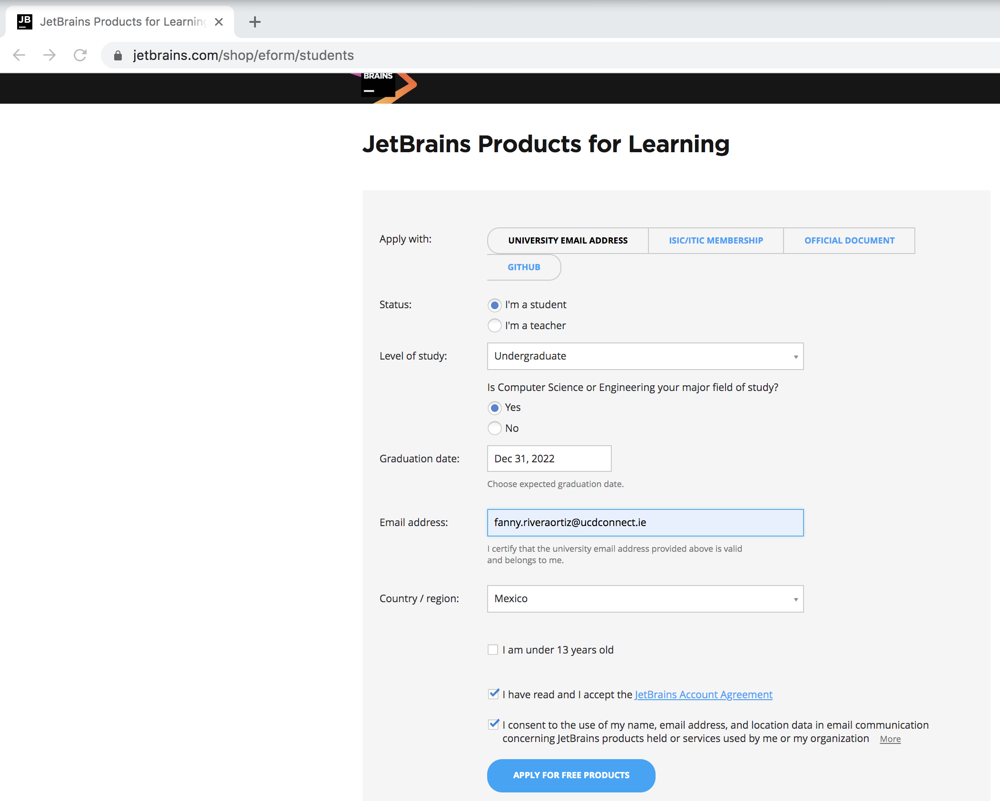 JB
JetBrains Products for Learning
jetbrains.com/shop/eform/students
BRAINS
JetBrains Products for Learning
Apply with:
UNIVERSITY EMAIL ADDRESS
ISIC/ITIC MEMBERSHIP
OFFICIAL DOCUMENT
GITHUB
Status:
I'm a student
I'm a teacher
Level of study:
Undergraduate
Is Computer Science or Engineering your major field of study?
Yes
No
Graduation date:
Dec 31, 2022
Choose expected graduation date.
Email address:
fanny.riveraortiz@ucdconnect.ie
I certify that the university email address provided above is valid
and belongs to me.
Country / region:
Mexico
I am under 13 years old
I have read and I accept the JetBrains Account Agreement
I consent to the use of my name, email address, and location data in email communication
concerning JetBrains products held or services used by me or my organization More
APPLY FOR FREE PRODUCTS